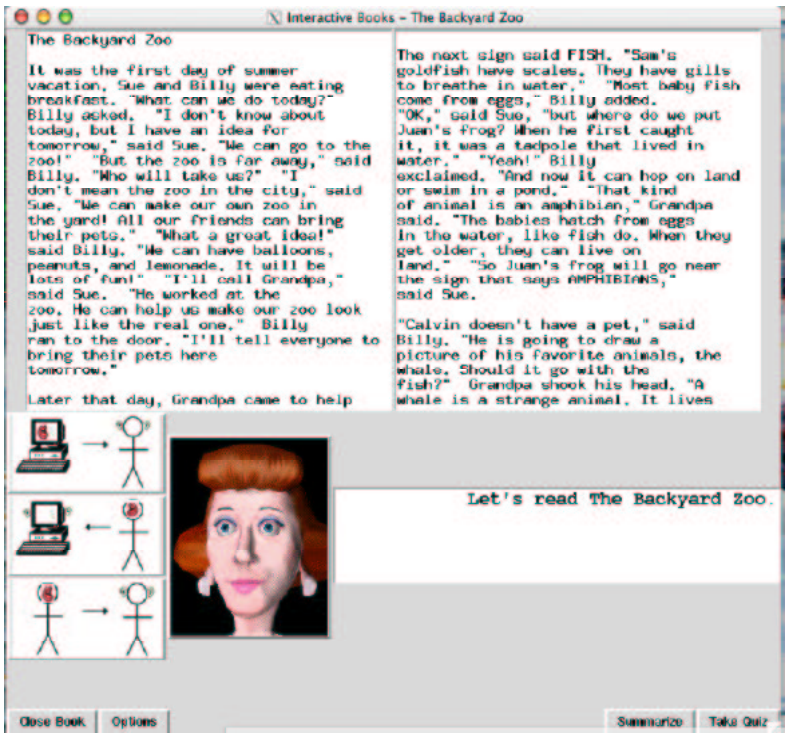 Interactive Books - The Backyard Zoo
The Backyard Zoo
It was the first day of summer
vacation. Sue and Billy were eating
breakfast. "What can we do today?"
Billy asked. "I don't know about
today, but I have an idea for
tomorrow," said Sue. "We can go to the
zoo!" "But the zoo is far away," said
Billy. "Who will take us?" "I
don't mean the zoo in the city," said
Sue. "We can make our own zoo in
the yard! All our friends can bring
their pets." "What a great idea!"
said Billy. "We can have balloons,
peanuts, and lemonade. It will be
lots of fun!" "I'll call Grandpa,"
said Sue. "He worked at the
zoo. He can help us make our zoo look
just like the real one." Billy
ran to the door. "I'll tell everyone to
bring their pets here
tomorrow."
Later that day, Grandpa came to help
The next sign said FISH. "Sam's
goldfish have scales. They have gills
to breathe in water." "Most baby fish
come from eggs," Billy added.
"OK," said Sue, "but where do we put
Juan's frog? When he first caught
it, it was a tadpole that lived in
water." "Yeah!" Billy
exclaimed. "And now it can hop on land
or swim in a pond." "That kind
of animal is an amphibian," Grandpa
said. "The babies hatch from eggs
in the water, like fish do. When they
get older, they can live on
land." "So Juan's frog will go near
the sign that says AMPHIBIANS,"
said Sue.
"Calvin doesn't have a pet," said
Billy. "He is going to draw a
picture of his favorite animals, the
whale. Should it go with the
fish?" Grandpa shook his head. "A
whale is a strange animal. It lives
Let's read The Backyard Zoo.
Close Book Options Summarize Take Quiz